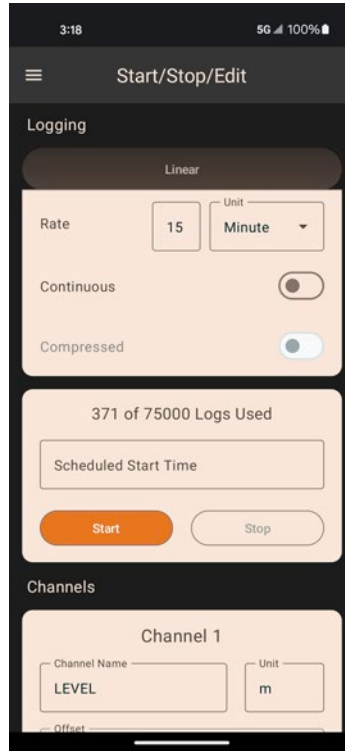 3:18 5G 100%
Start/Stop/Edit
Logging
Linear
Unit
Rate 15 Minute
Continuous
Compressed
371 of 75000 Logs Used
Scheduled Start Time
Start Stop
Channels
Channel 1
Channel Name Unit
LEVEL m
Offset